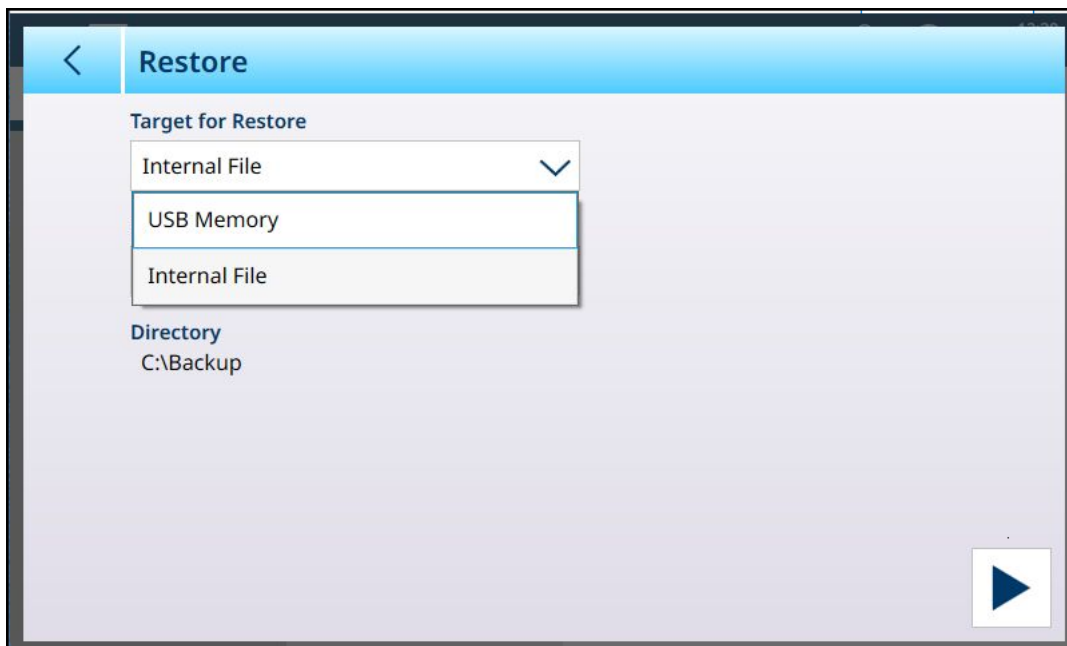 Restore
Target for Restore
Internal File
USB Memory
Internal File
Directory
C:\Backup